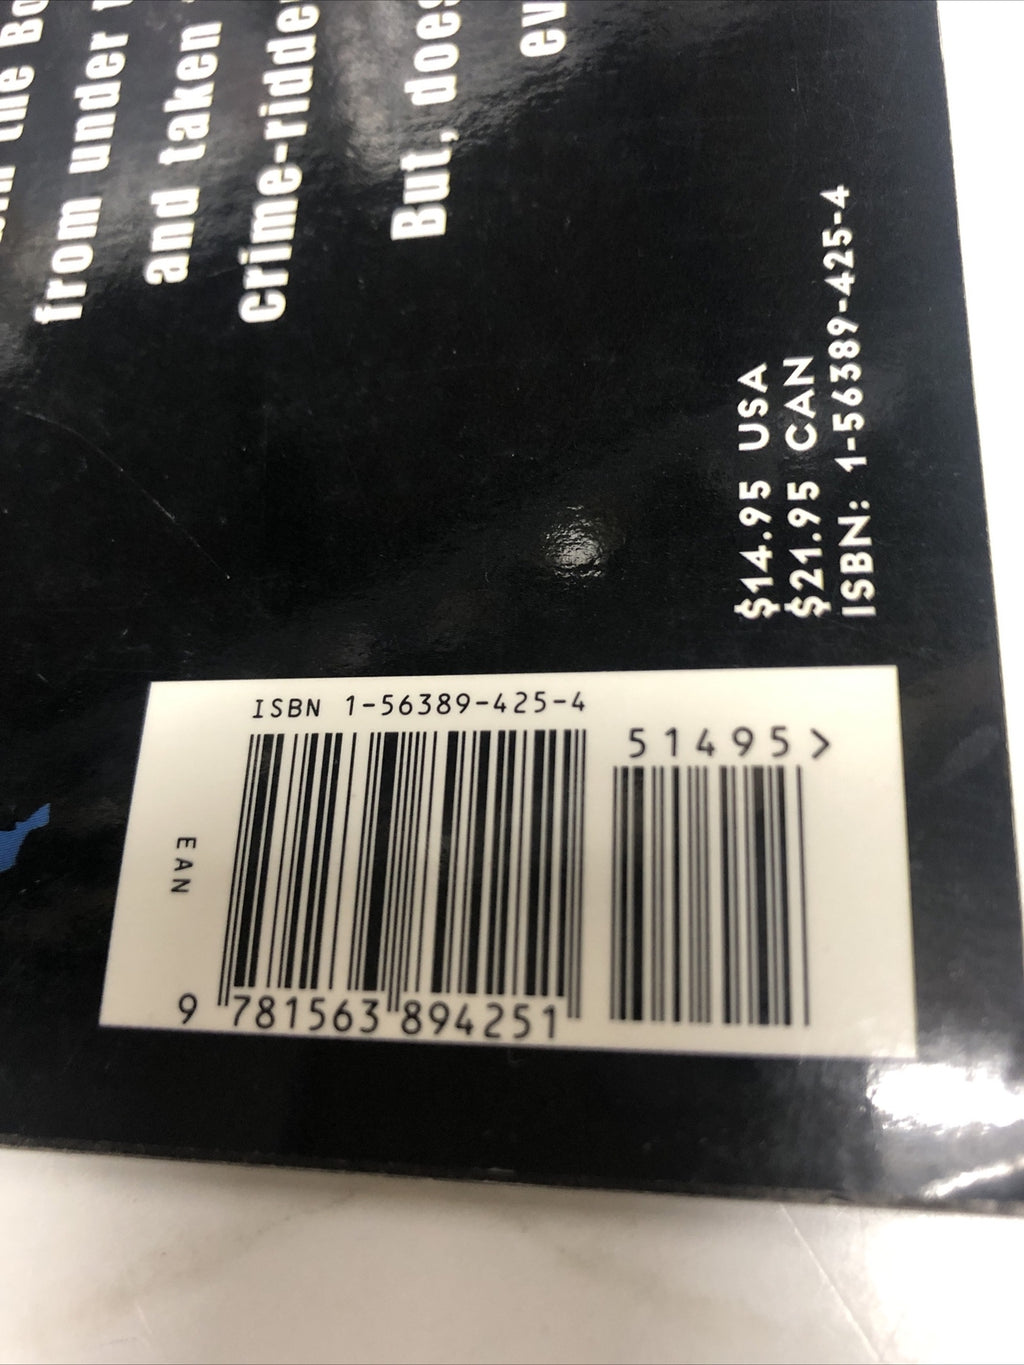 from under
and taken
crime-ridde
But, does
ev
$14.95 USA
$21.95 CAN
ISBN: 1-56389-425-4
ISBN 1-56389-425-4
51495>
EAN
9 781563 894251